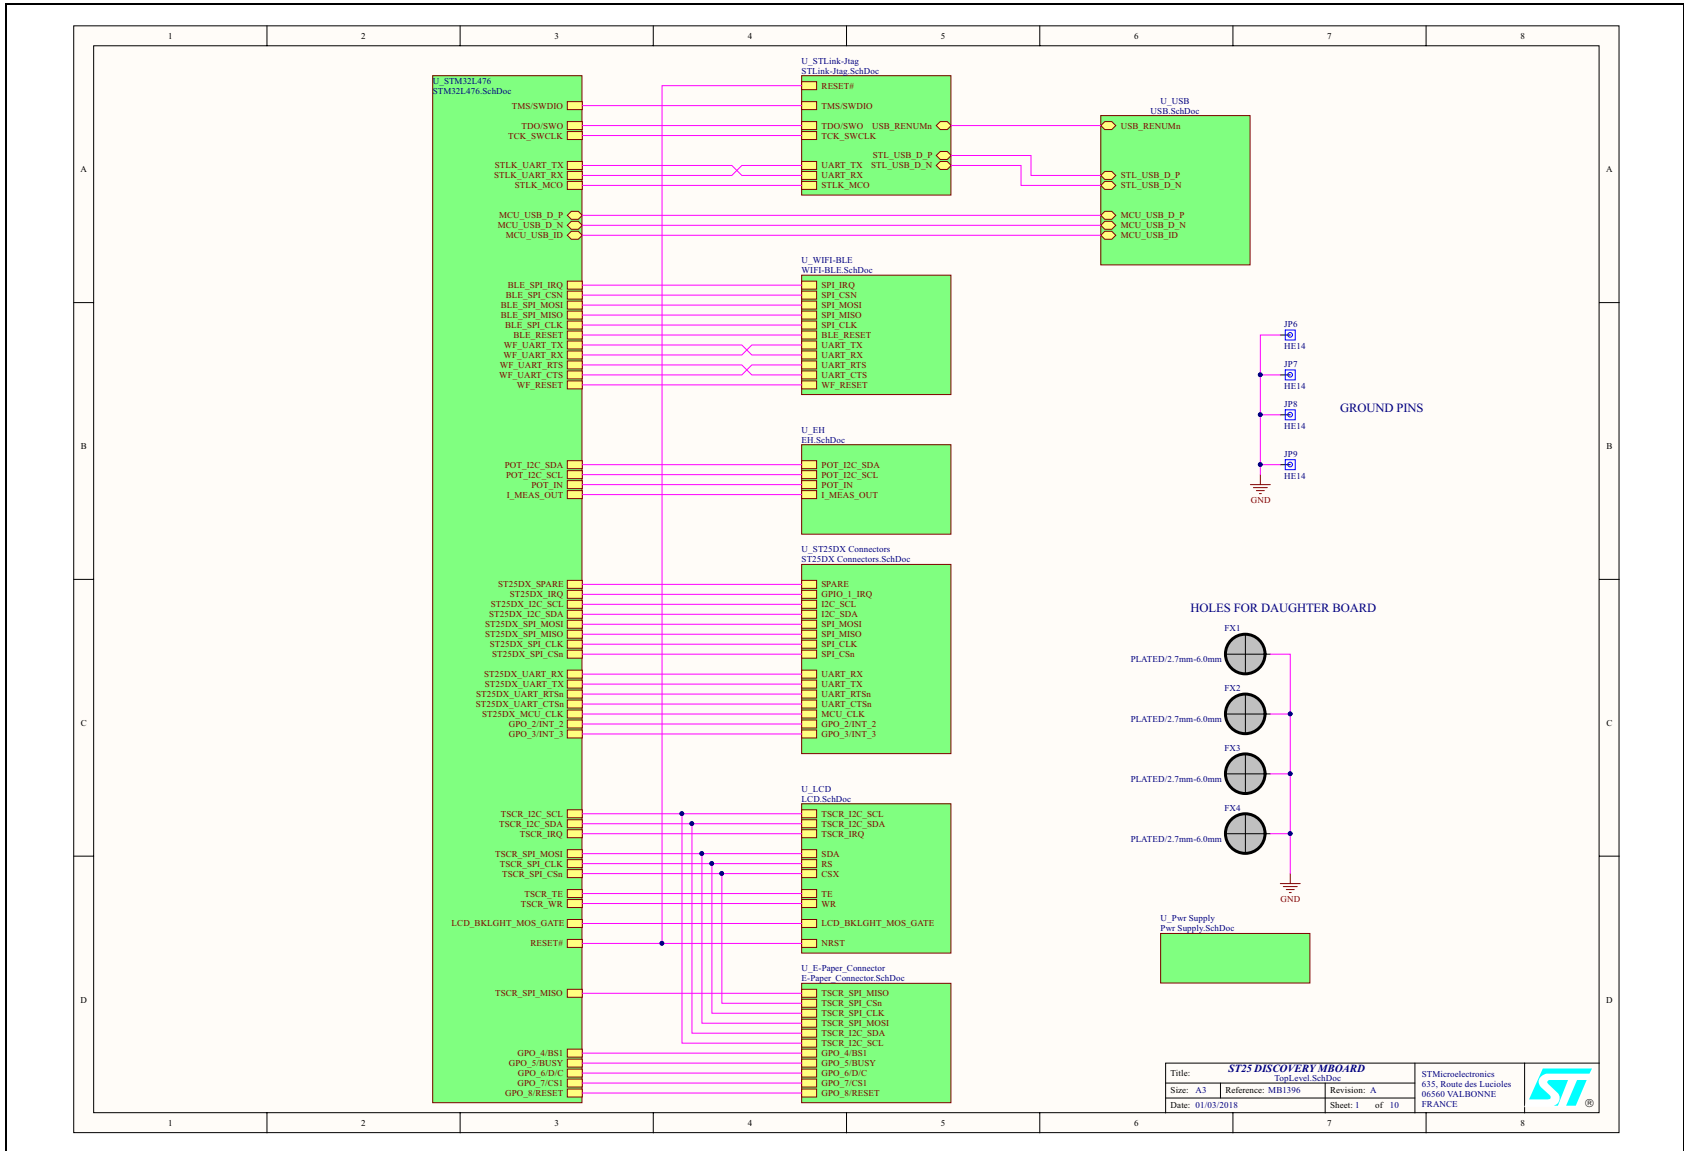 1 2 3 4 5 6 7 8
A
B
C
D
U_STM32L476
STM32L476.SchDoc
TMS/SWDIO
TDO/SWO
TCK_SWCLK
STLK_UART_TX
STLK_UART_RX
STLK_MCO
MCU_USB_D_P
MCU_USB_D_N
MCU_USB_ID
BLE_SPI_IRQ
BLE_SPI_CSN
BLE_SPI_MOSI
BLE_SPI_MISO
BLE_SPI_CLK
BLE_RESET
WF_UART_TX
WF_UART_RX
WF_UART_RTS
WF_UART_CTS
WF_RESET
POT_I2C_SDA
POT_I2C_SCL
POT_IN
I_MEAS_OUT
ST25DX_SPARE
ST25DX_IRQ
ST25DX_I2C_SCL
ST25DX_I2C_SDA
ST25DX_SPI_MOSI
ST25DX_SPI_MISO
ST25DX_SPI_CLK
ST25DX_SPI_CSn
ST25DX_UART_RX
ST25DX_UART_TX
ST25DX_UART_RTSn
ST25DX_UART_CTSn
ST25DX_MCU_CLK
GPO_2/INT_2
GPO_3/INT_3
TSCR_I2C_SCL
TSCR_I2C_SDA
TSCR_IRQ
TSCR_SPI_MOSI
TSCR_SPI_CLK
TSCR_SPI_CSn
TSCR_TE
TSCR_WR
LCD_BKLGHT_MOS_GATE
RESET#
TSCR_SPI_MISO
GPO_4/BS1
GPO_5/BUSY
GPO_6/D/C
GPO_7/CS1
GPO_8/RESET
U_STLink-Jtag
STLink-Jtag.SchDoc
RESET#
TMS/SWDIO
TDO/SWO USB_RENUMn
TCK_SWCLK
STL_USB_D_P
UART_TX STL_USB_D_N
UART_RX
STLK_MCO
U_USB
USB.SchDoc
USB_RENUMn
STL_USB_D_P
STL_USB_D_N
MCU_USB_D_P
MCU_USB_D_N
MCU_USB_ID
U_WIFI-BLE
WIFI-BLE.SchDoc
SPI_IRQ
SPI_CSN
SPI_MOSI
SPI_MISO
SPI_CLK
BLE_RESET
UART_TX
UART_RX
UART_RTS
UART_CTS
WF_RESET
U_EH
EH.SchDoc
POT_I2C_SDA
POT_I2C_SCL
POT_IN
I_MEAS_OUT
U_ST25DX Connectors
ST25DX Connectors.SchDoc
SPARE
GPIO_1_IRQ
I2C_SCL
I2C_SDA
SPI_MOSI
SPI_MISO
SPI_CLK
SPI_CSn
UART_RX
UART_TX
UART_RTSn
UART_CTSn
MCU_CLK
GPO_2/INT_2
GPO_3/INT_3
U_LCD
LCD.SchDoc
TSCR_I2C_SCL
TSCR_I2C_SDA
TSCR_IRQ
SDA
RS
CSX
TE
WR
LCD_BKLGHT_MOS_GATE
NRST
U_E-Paper_Connector
E-Paper_Connector.SchDoc
TSCR_SPI_MISO
TSCR_SPI_CSn
TSCR_SPI_CLK
TSCR_SPI_MOSI
TSCR_I2C_SDA
TSCR_I2C_SCL
GPO_4/BS1
GPO_5/BUSY
GPO_6/D/C
GPO_7/CS1
GPO_8/RESET
JP6
HE14
JP7
HE14
JP8
HE14
JP9
HE14
GROUND PINS
GND
HOLES FOR DAUGHTER BOARD
FX1
PLATED/2.7mm-6.0mm
FX2
PLATED/2.7mm-6.0mm
FX3
PLATED/2.7mm-6.0mm
FX4
PLATED/2.7mm-6.0mm
GND
U_Pwr Supply
Pwr Supply.SchDoc
Title: ST25 DISCOVERY MBOARD
TopLevel.SchDoc
Size: A3 Reference: MB1396 Revision: A
Date: 01/03/2018 Sheet: 1 of 10
STMicroelectronics
635, Route des Lucioles
06560 VALBONNE
FRANCE
ST ®
A
B
C
D
1 2 3 4 5 6 7 8